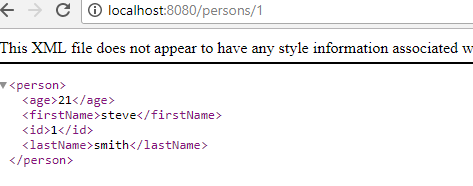 localhost:8080/persons/1
This XML file does not appear to have any style information associated w
<person>
<age>21</age>
<firstName>steve</firstName>
<id>1</id>
<lastName>smith</lastName>
</person>